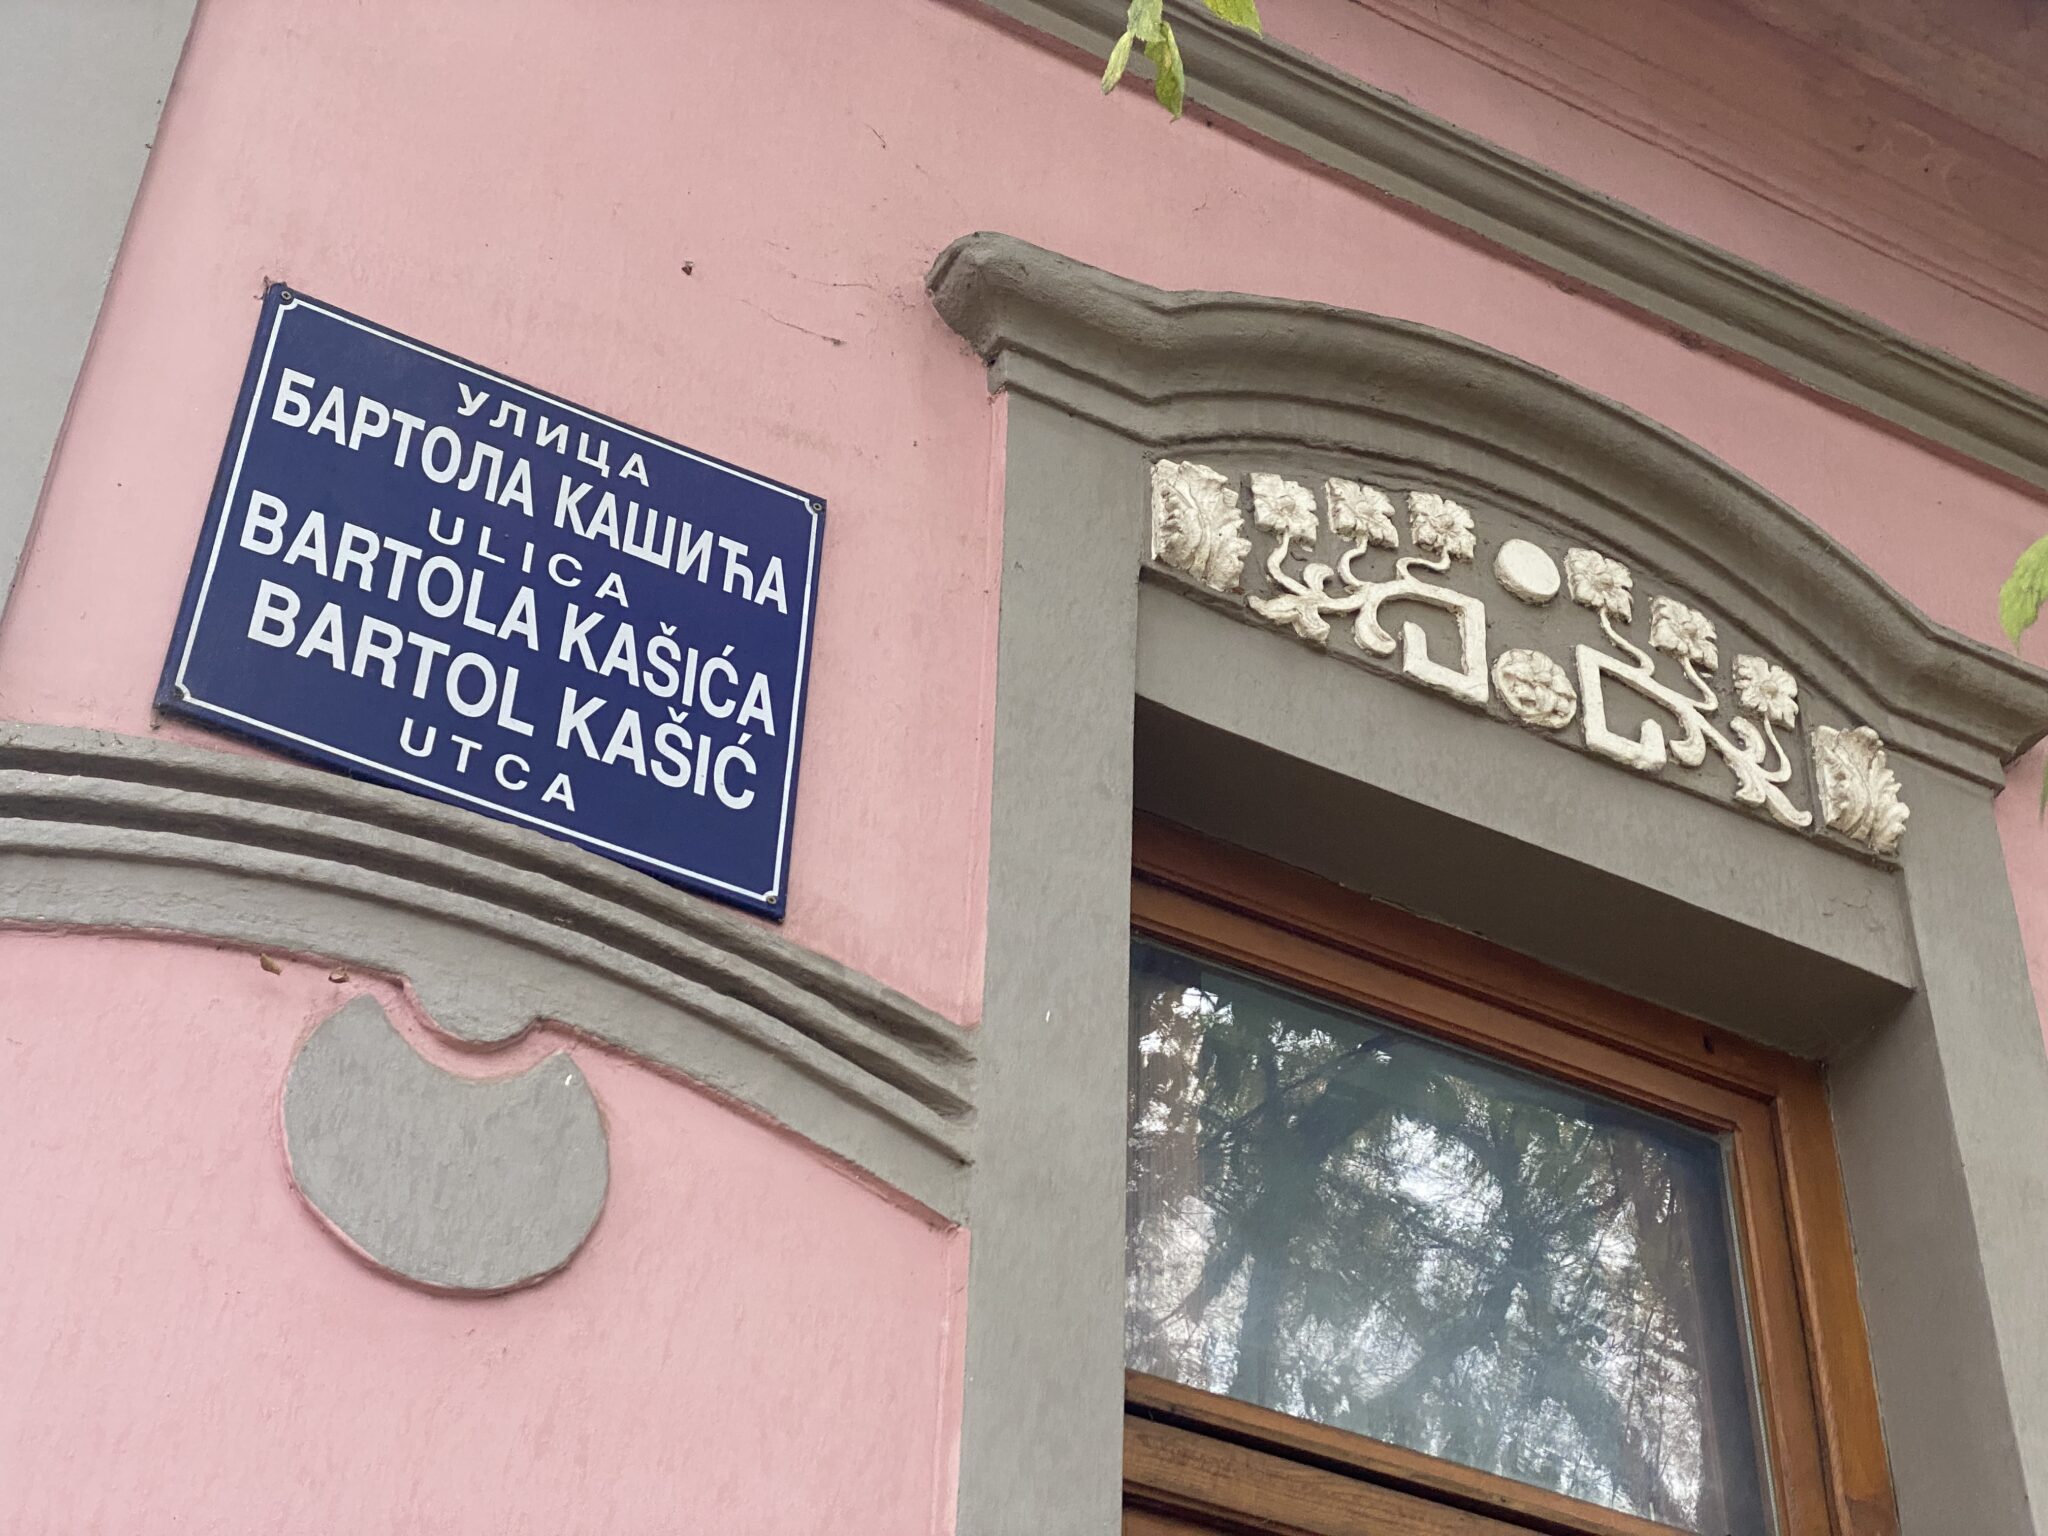 УЛИЦА
БАРТОЛА КАШИЋА
ULICA
BARTOLA KAŠIĆA
BARTOL KAŠIĆ
UTCA